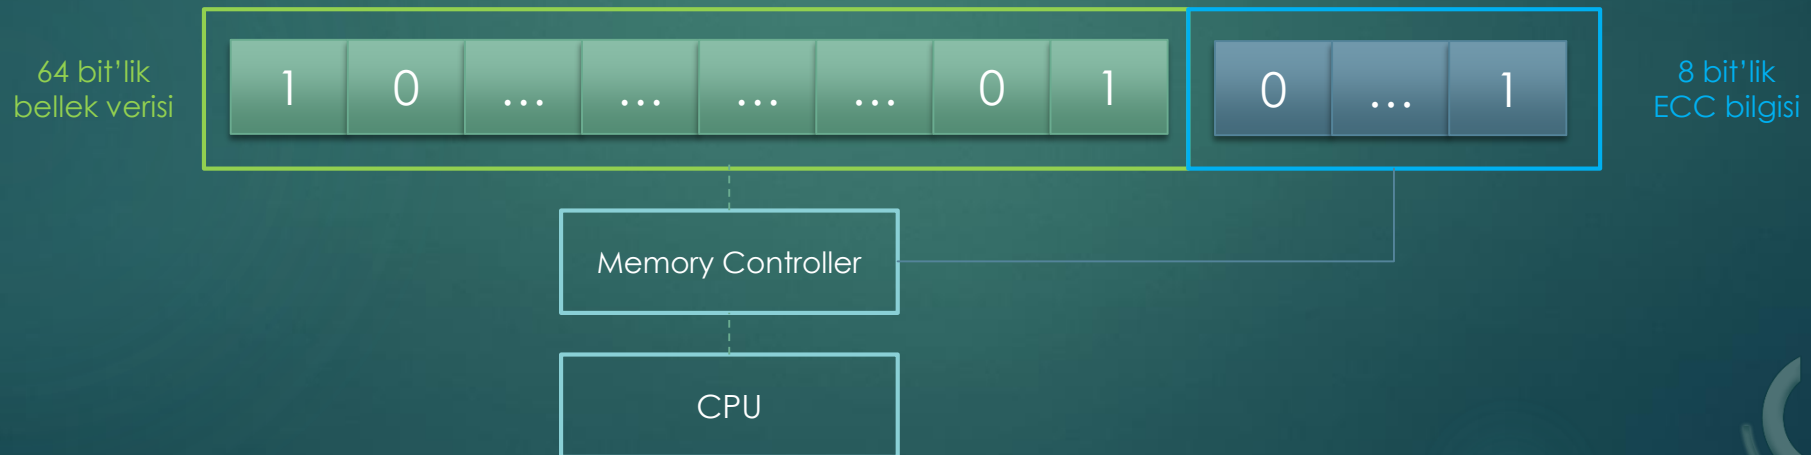 64 bit'lik
bellek verisi
1 0 ... ... ... ... 0 1
0 ... 1
8 bit'lik
ECC bilgisi
Memory Controller
CPU